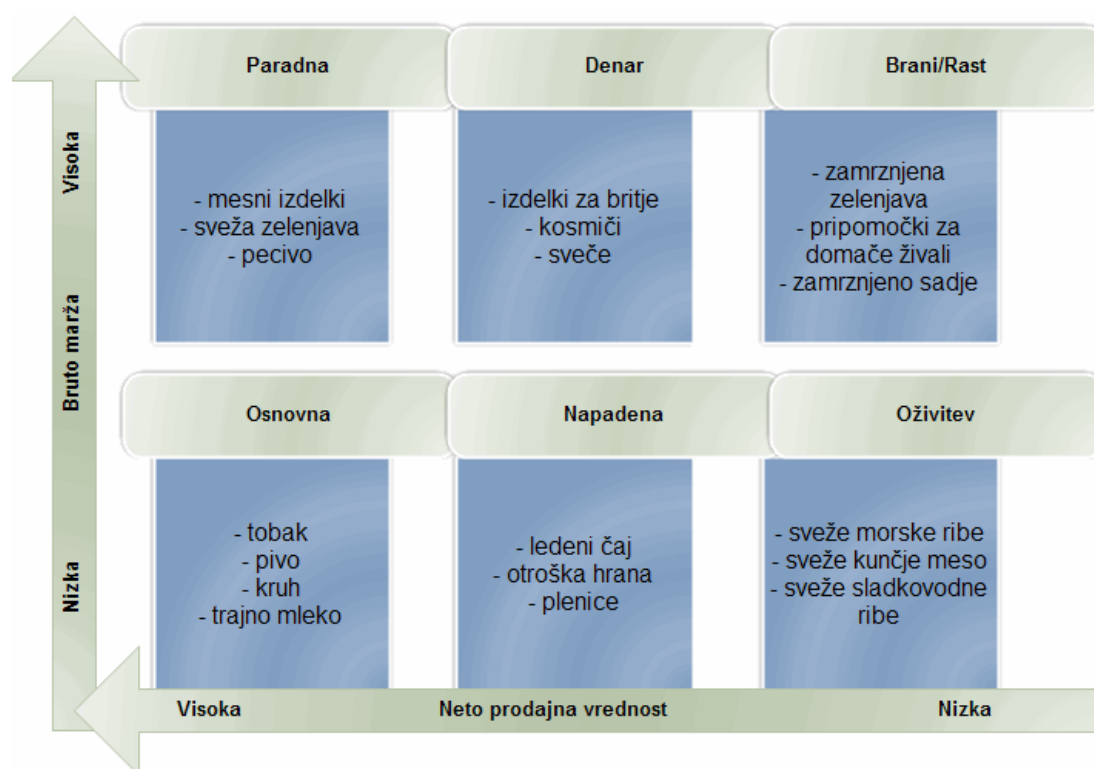 Paradna
Denar
Brani/Rast
- mesni izdelki
- sveža zelenjava
- pecivo
- izdelki za britje
- kosmiči
- sveče
- zamrznjena
zelenjava
- pripomočki za
domače živali
- zamrznjeno sadje
Visoka
Bruto marža
Nizka
Osnovna
Napadena
Oživitev
- tobak
- pivo
- kruh
- trajno mleko
- ledeni čaj
- otroška hrana
- plenice
- sveže morske ribe
- sveže kunčje meso
- sveže sladkovodne
ribe
Visoka
Neto prodajna vrednost
Nizka